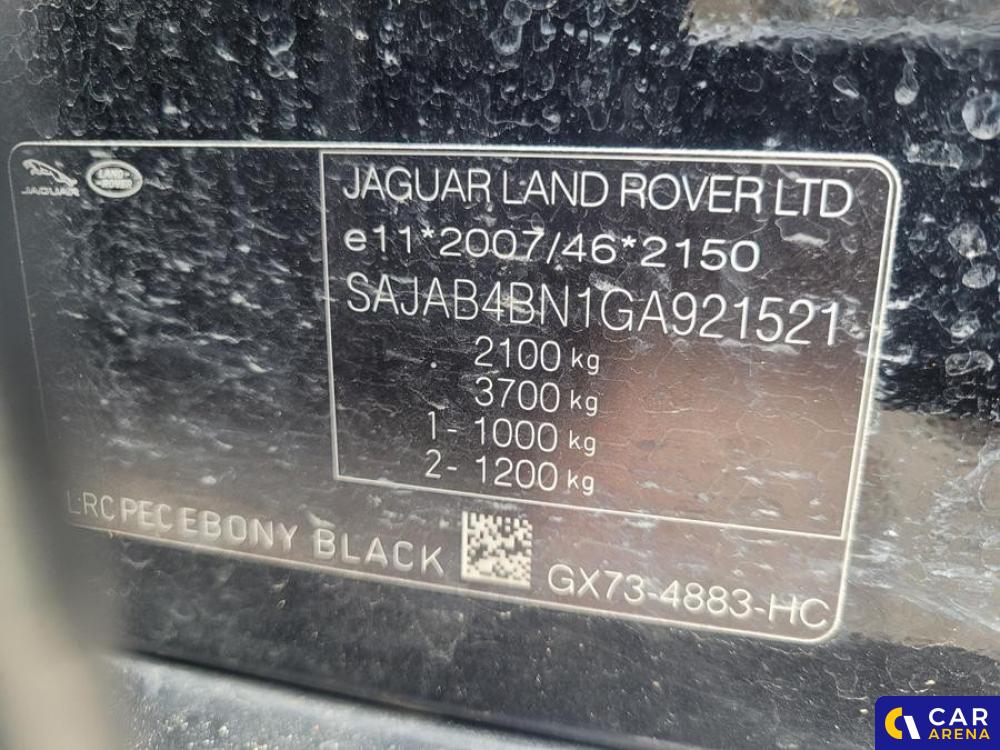 JAGUAR
LAND-
ROVER
JAGUAR LAND ROVER LTD
e11*2007/46*2150
SAJAB4BN1GA921521
2100 kg
3700 kg
1- 1000 kg
2- 1200 kg
LRC PEC EBONY BLACK
GX73-4883-HC
CAR
ARENA